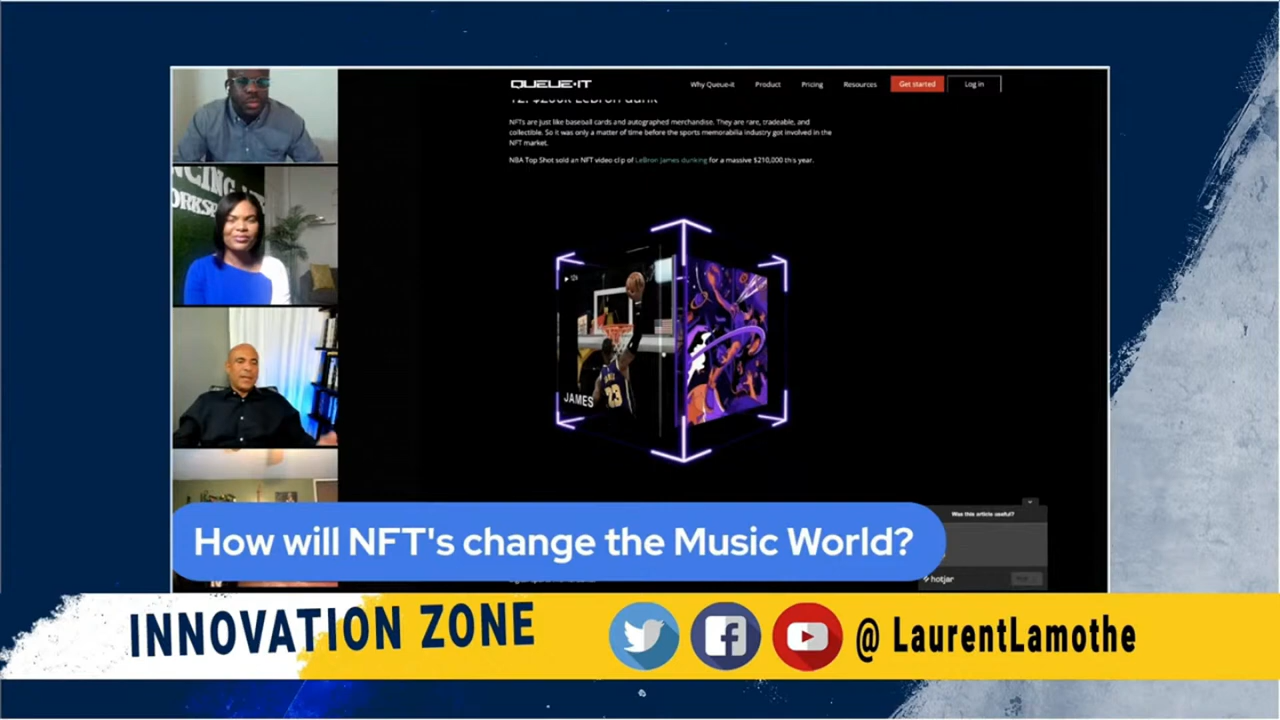 QUEUE-IT
Why Queue-it
Product
Pricing
Resources
Get started
Log in
12. $208k LeBron dunk
NFTs are just like baseball cards and autographed merchandise. They are rare, tradeable, and
collectible. So it was only a matter of time before the sports memorabilia industry got involved in the
NFT market.
NBA Top Shot sold an NFT video clip of LeBron James dunking for a massive $210,000 this year.
JAMES
23
Was this article useful?
hotjar
How will NFT's change the Music World?
INNOVATION ZONE
@ LaurentLamothe